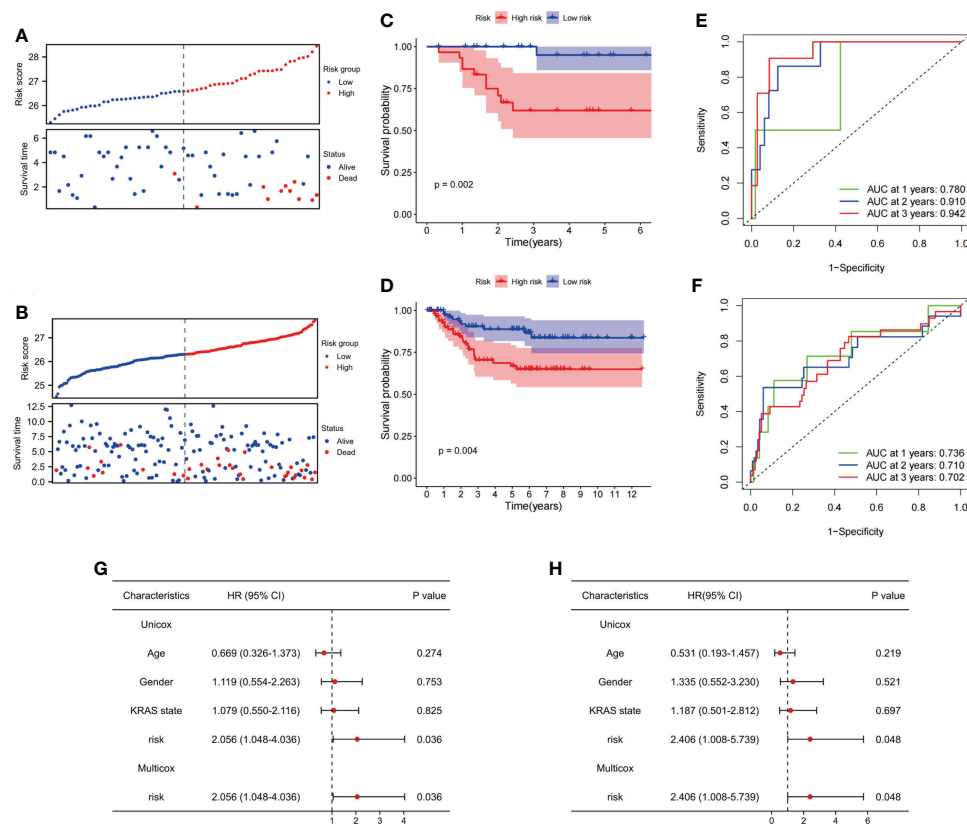 A
Risk score
28
27
26
Risk group
Low
High
Survival time
6
4
2
Status
Alive
Dead
C
Risk High risk Low risk
Survival probability
1.00
0.75
0.50
0.25
0.00
p = 0.002
0 1 2 3 4 5 6
Time(years)
E
Sensitivity
1.0
0.8
0.6
0.4
0.2
0.0
AUC at 1 years: 0.780
AUC at 2 years: 0.910
AUC at 3 years: 0.942
0.0 0.2 0.4 0.6 0.8 1.0
1−Specificity
B
Risk score
27
26
25
Risk group
Low
High
Survival time
12.5
10.0
7.5
5.0
2.5
0.0
Status
Alive
Dead
D
Risk High risk Low risk
Survival probability
1.00
0.75
0.50
0.25
0.00
p = 0.004
0 1 2 3 4 5 6 7 8 9 10 11 12
Time(years)
F
Sensitivity
1.0
0.8
0.6
0.4
0.2
0.0
AUC at 1 years: 0.736
AUC at 2 years: 0.710
AUC at 3 years: 0.702
0.0 0.2 0.4 0.6 0.8 1.0
1−Specificity
G
Characteristics HR (95% CI) P value
Unicox
Age 0.669 (0.326-1.373) 0.274
Gender 1.119 (0.554-2.263) 0.753
KRAS state 1.079 (0.550-2.116) 0.825
risk 2.056 (1.048-4.036) 0.036
Multicox
risk 2.056 (1.048-4.036) 0.036
1 2 3 4
H
Characteristics HR(95% CI) P value
Unicox
Age 0.531 (0.193-1.457) 0.219
Gender 1.335 (0.552-3.230) 0.521
KRAS state 1.187 (0.501-2.812) 0.697
risk 2.406 (1.008-5.739) 0.048
Multicox
risk 2.406 (1.008-5.739) 0.048
0 2 4 6